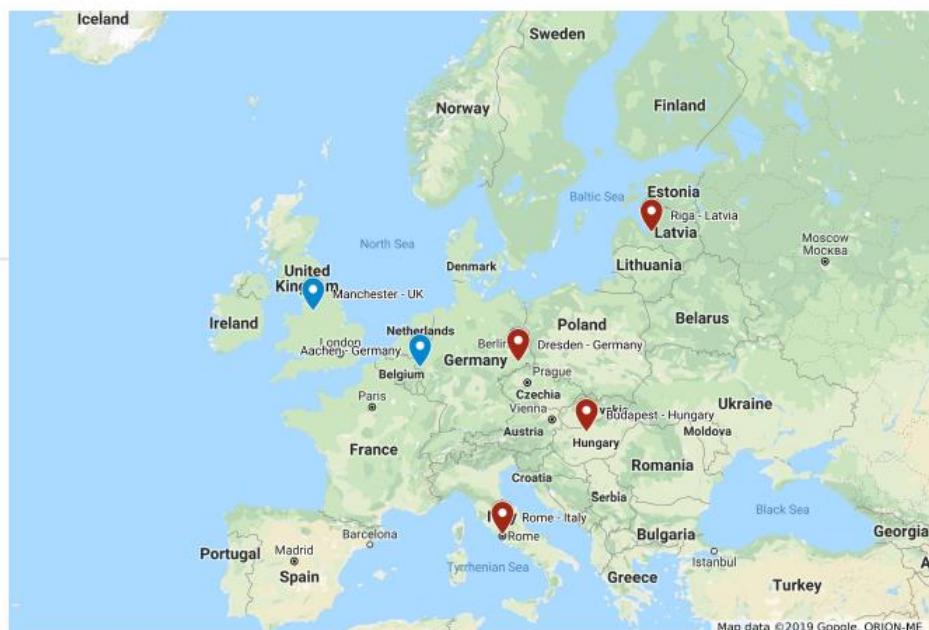 Iceland
Sweden
Norway
Finland
Baltic Sea
Estonia
Riga - Latvia
Latvia
Moscow
Москва
North Sea
Denmark
Lithuania
United
Kingdom
Manchester - UK
Ireland
Netherlands
Poland
Belarus
London
Berlin
Dresden - Germany
Aachen - Germany
Germany
Belgium
Prague
Czechia
Paris
Vienna
Budapest - Hungary
Ukraine
Austria
Hungary
Moldova
France
Romania
Croatia
Serbia
Black Sea
Rome - Italy
Rome
Bulgaria
Georgia
Barcelona
Portugal
Madrid
Spain
Istanbul
Tyrrhenian Sea
Greece
Turkey
Map data ©2019 Google, ORION-ME